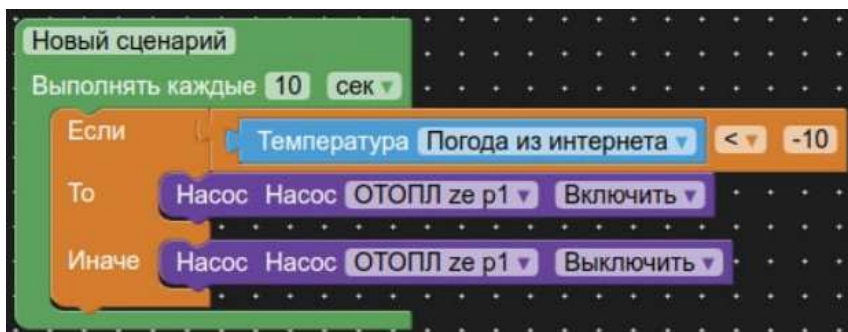 Новый сценарий
Выполнять каждые 10 сек
Если Температура Погода из интернета < -10
То Насос Насос ОТОПЛ ze p1 Включить
Иначе Насос Насос ОТОПЛ ze p1 Выключить